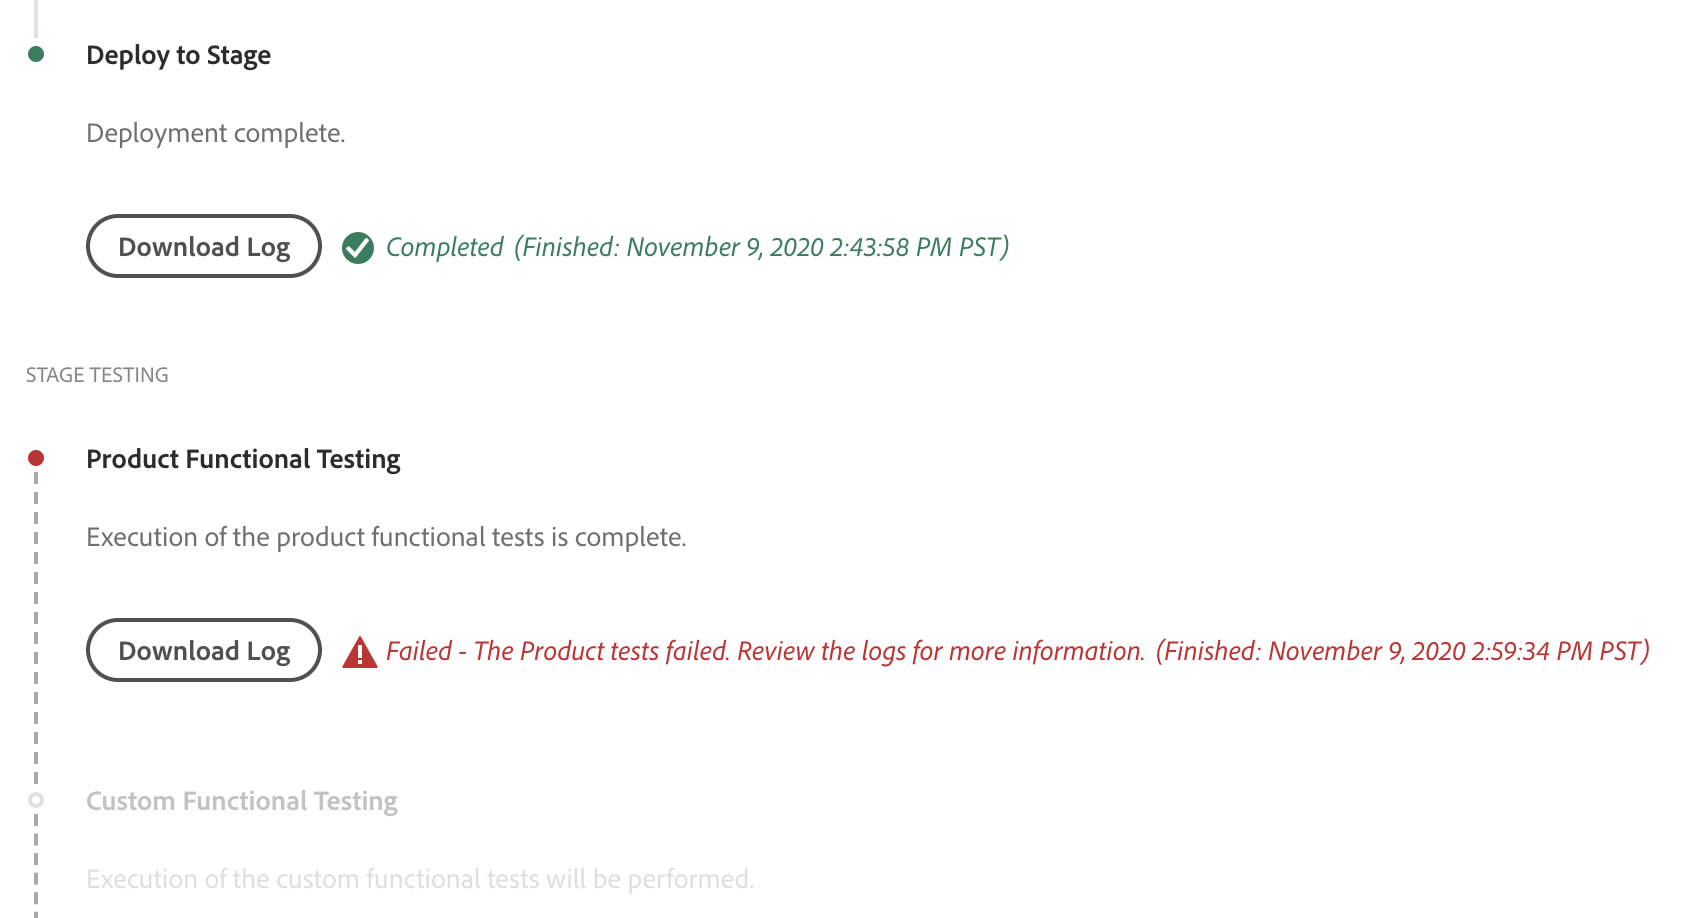 Deploy to Stage
Deployment complete.
Download Log
Completed (Finished: November 9, 2020 2:43:58 PM PST)
STAGE TESTING
Product Functional Testing
Execution of the product functional tests is complete.
Download Log
Failed - The Product tests failed. Review the logs for more information. (Finished: November 9, 2020 2:59:34 PM PST)
Custom Functional Testing
Execution of the custom functional tests will be performed.